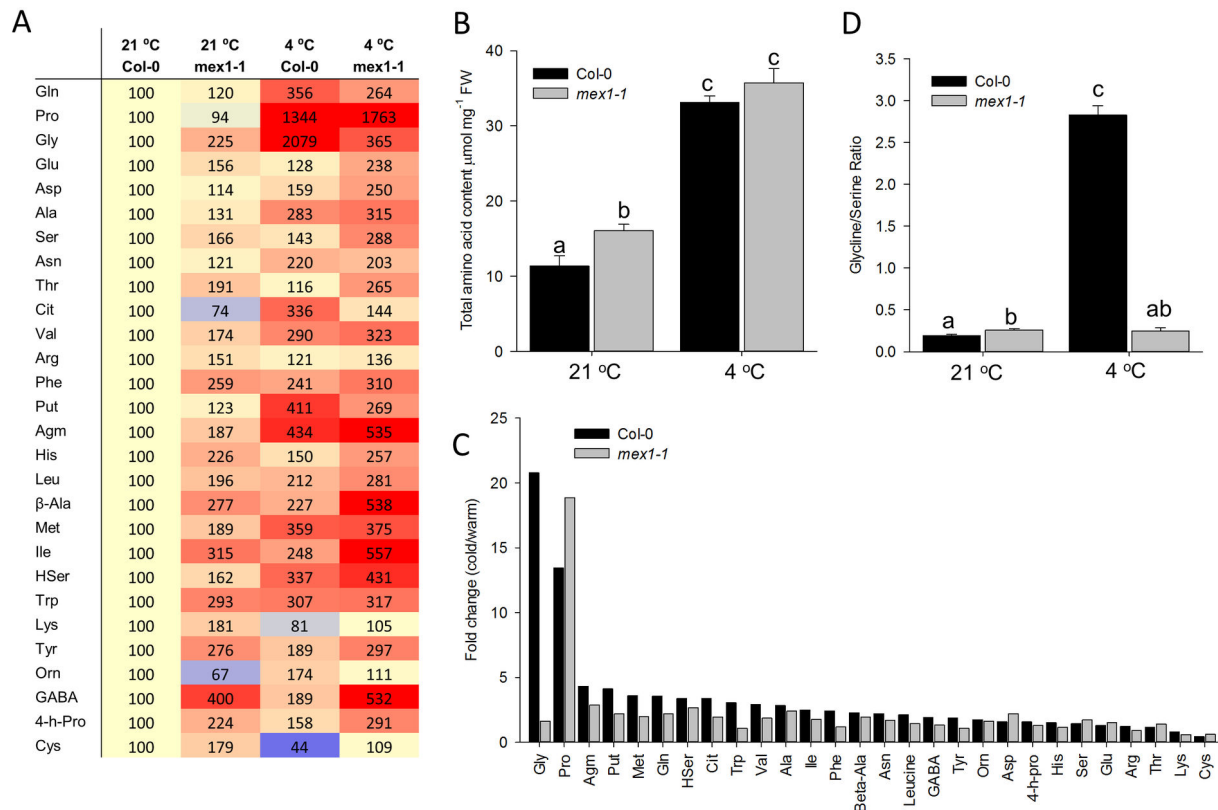 A
21 ºC 21 ºC 4 ºC 4 ºC
Col-0 mex1-1 Col-0 mex1-1
Gln 100 120 356 264
Pro 100 94 1344 1763
Gly 100 225 2079 365
Glu 100 156 128 238
Asp 100 114 159 250
Ala 100 131 283 315
Ser 100 166 143 288
Asn 100 121 220 203
Thr 100 191 116 265
Cit 100 74 336 144
Val 100 174 290 323
Arg 100 151 121 136
Phe 100 259 241 310
Put 100 123 411 269
Agm 100 187 434 535
His 100 226 150 257
Leu 100 196 212 281
β-Ala 100 277 227 538
Met 100 189 359 375
Ile 100 315 248 557
HSer 100 162 337 431
Trp 100 293 307 317
Lys 100 181 81 105
Tyr 100 276 189 297
Orn 100 67 174 111
GABA 100 400 189 532
4-h-Pro 100 224 158 291
Cys 100 179 44 109
B
Total amino acid content µmol mg⁻¹ FW
40
30
20
10
0
Col-0
mex1-1
a b c c
21 ºC 4 ºC
D
Glycline/Serine Ratio
3.5
3.0
2.5
2.0
1.5
1.0
0.5
0.0
Col-0
mex1-1
a b c ab
21 ºC 4 ºC
C
Fold change (cold/warm)
25
20
15
10
5
0
Col-0
mex1-1
Gly Pro Agm Put Met Gln HSer Cit Trp Val Ala Ile Phe Beta-Ala Asn Leucine GABA Tyr Orn Asp 4-h-pro His Ser Glu Arg Thr Lys Cys